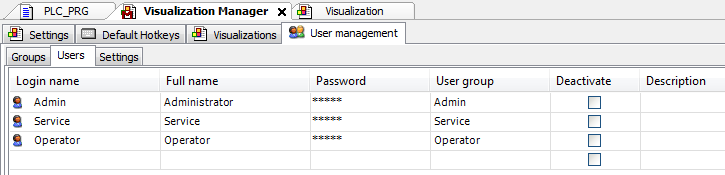 PLC_PRG Visualization Manager x Visualization
Settings Default Hotkeys Visualizations User management
Groups Users Settings
Login name Full name Password User group Deactivate Description
Admin Administrator ***** Admin
Service Service ***** Service
Operator Operator ***** Operator